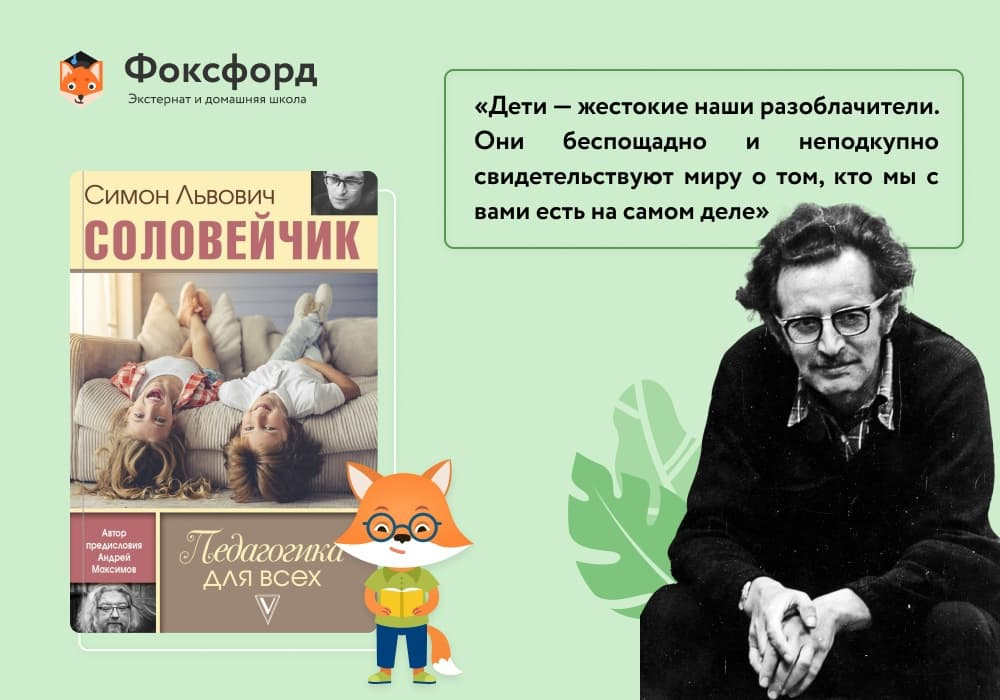 Фоксфорд
Экстернат и домашняя школа
«Дети — жестокие наши разоблачители.
Они беспощадно и неподкупно
свидетельствуют миру о том, кто мы с
вами есть на самом деле»
Симон Львович
СОЛОВЕЙЧИК
Автор
предисловия
Андрей
Максимов
Педагогика
для всех